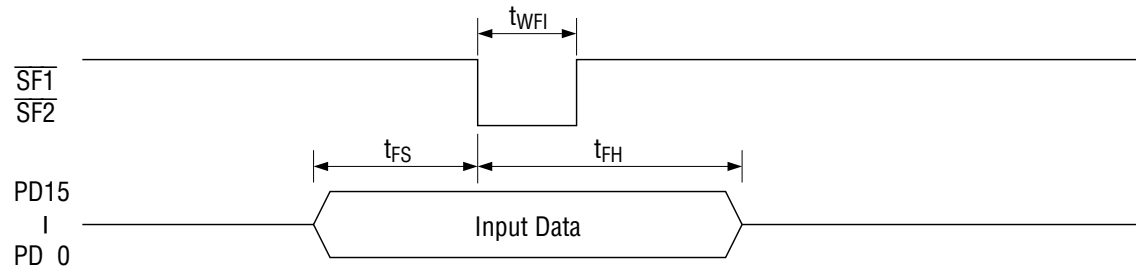 tWFI
SF1
SF2
tFS
tFH
PD15
I
PD 0
Input Data